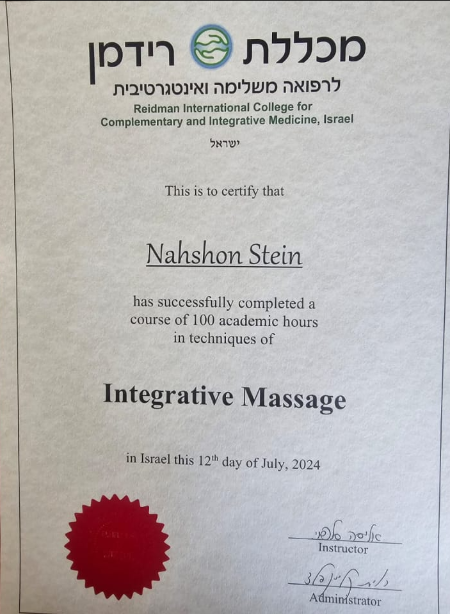 מכללת רידמן
לרפואה משלימה ואינטגרטיבית
Reidman International College for
Complementary and Integrative Medicine, Israel
ישראל
This is to certify that
Nahshon Stein
has successfully completed a
course of 100 academic hours
in techniques of
Integrative Massage
in Israel this 12th day of July, 2024
Instructor
Administrator